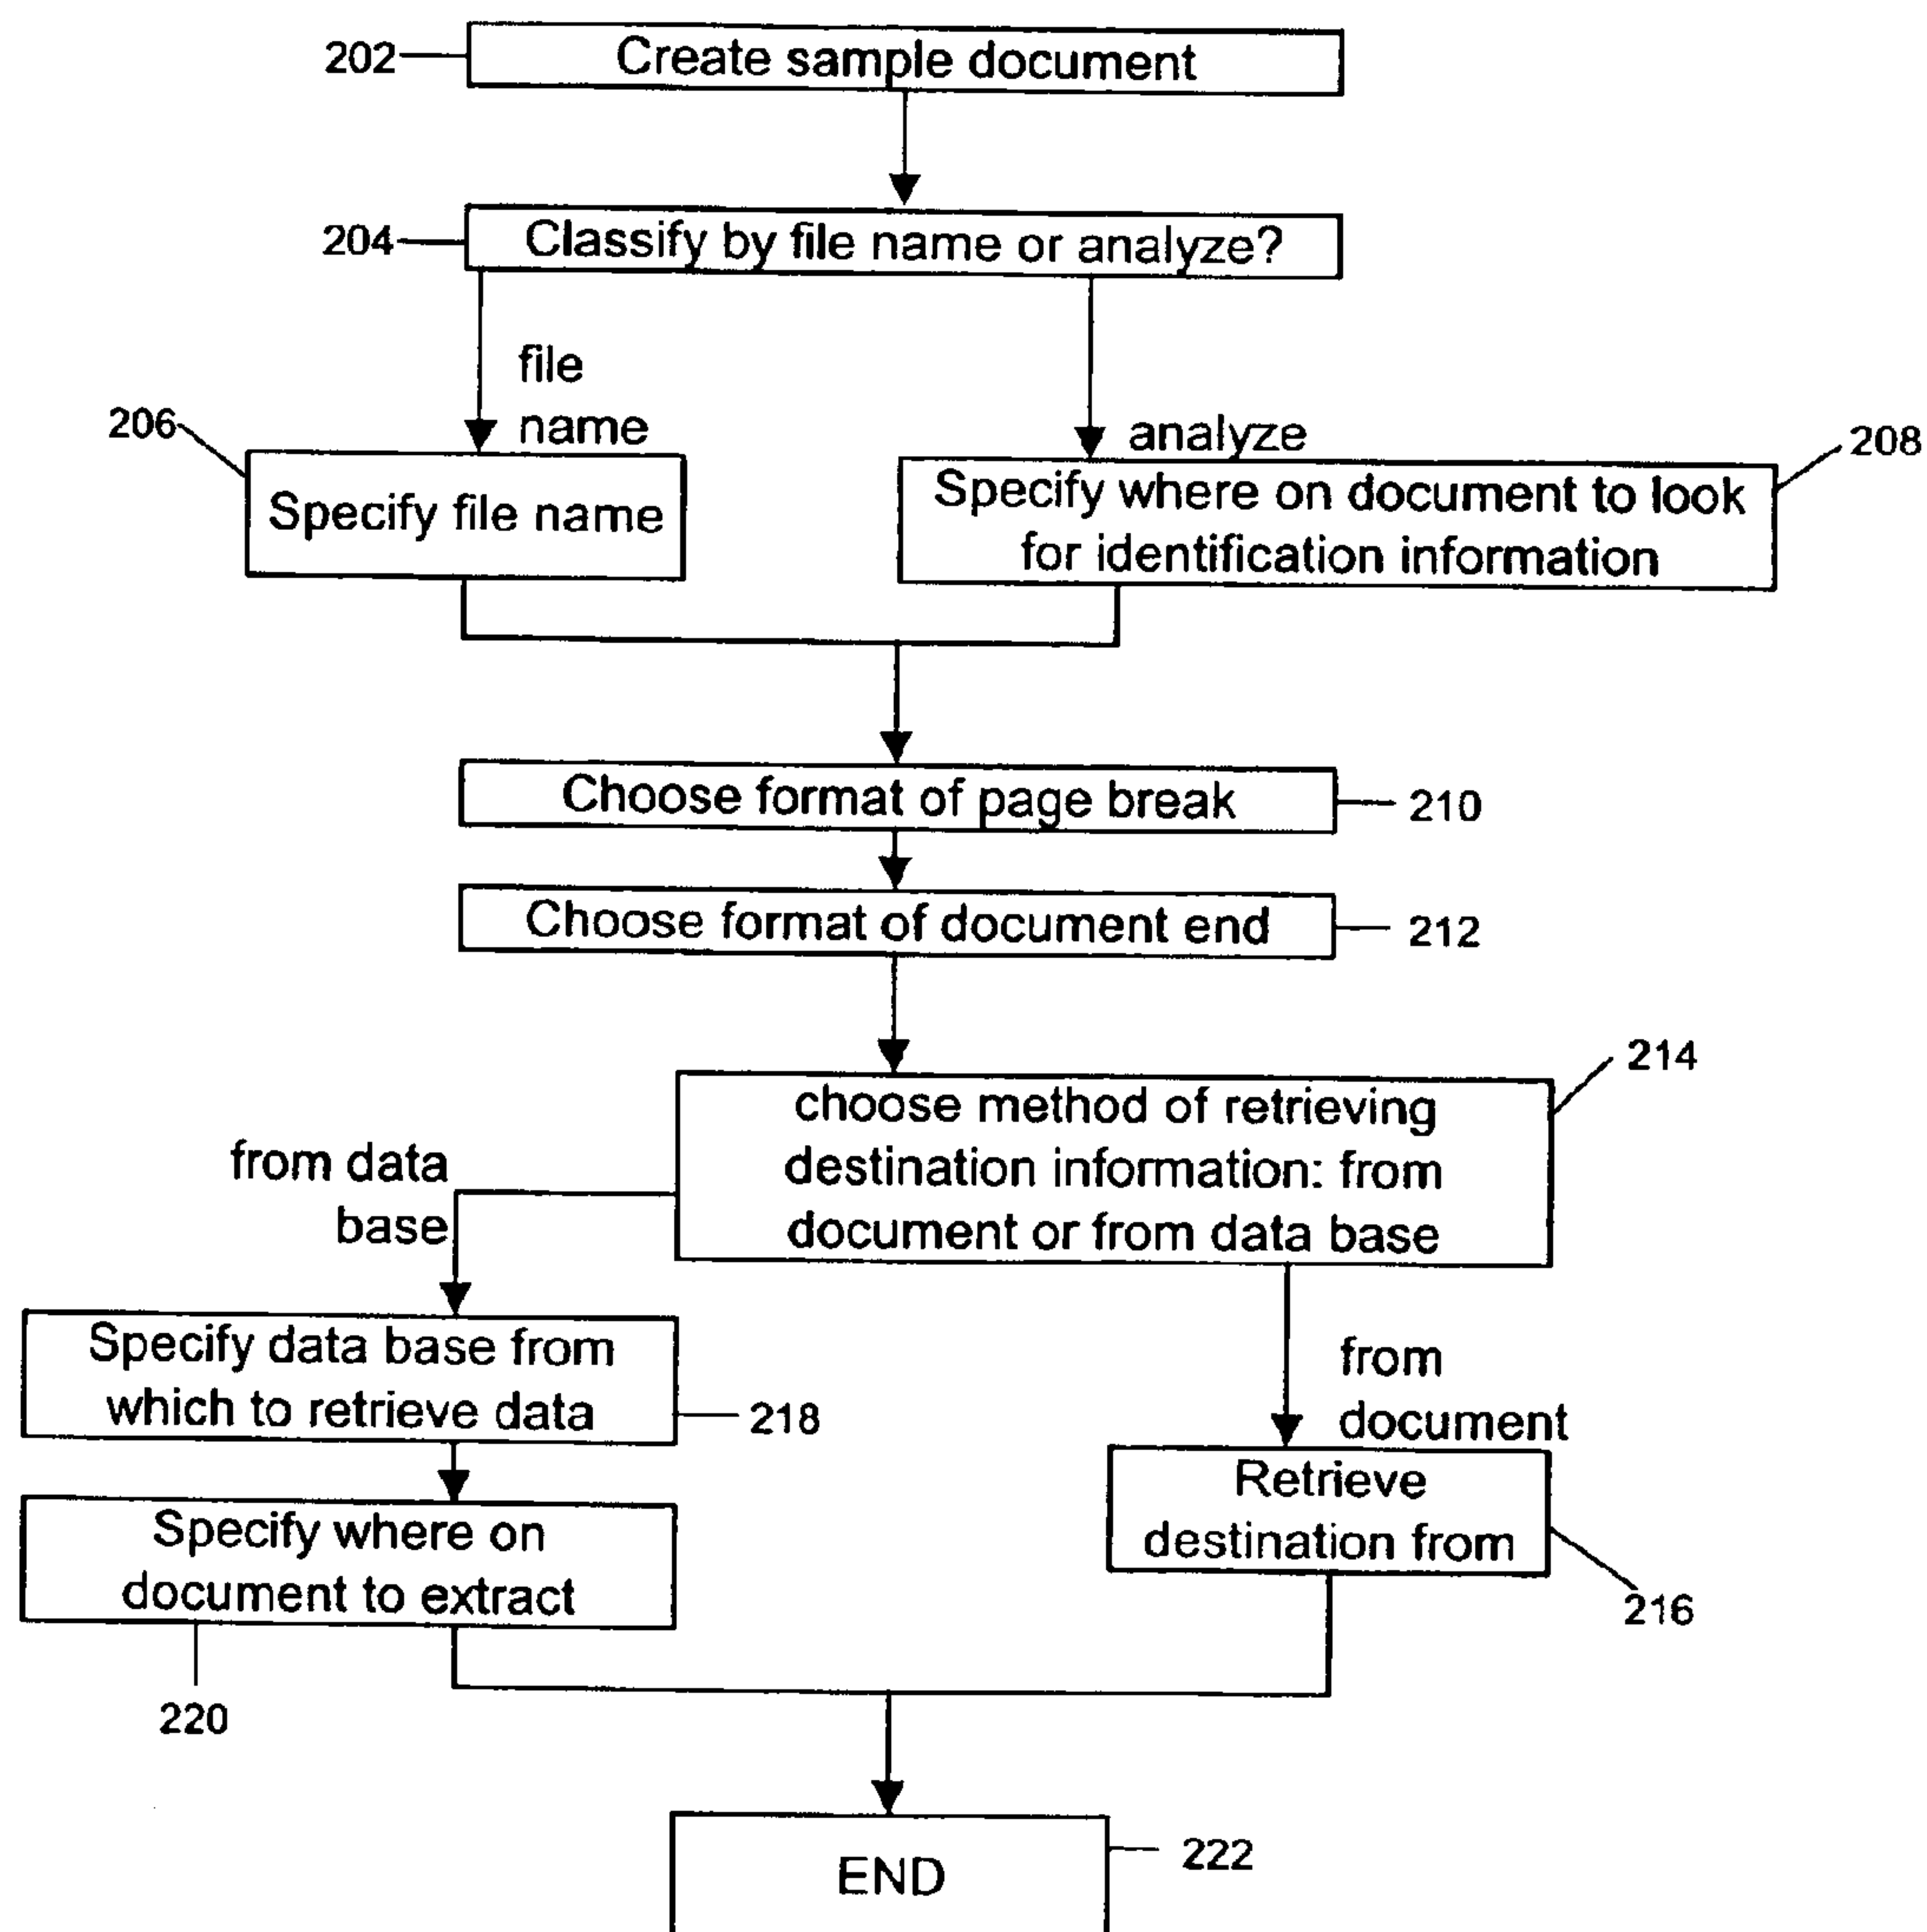 202
Create sample document
204
Classify by file name or analyze?
file
name
analyze
206
208
Specify file name
Specify where on document to look
for identification information
Choose format of page break
210
Choose format of document end
212
214
choose method of retrieving
destination information: from
document or from data base
from data
base
Specify data base from
which to retrieve data
218
from
document
Retrieve
destination from
216
Specify where on
document to extract
220
END
222